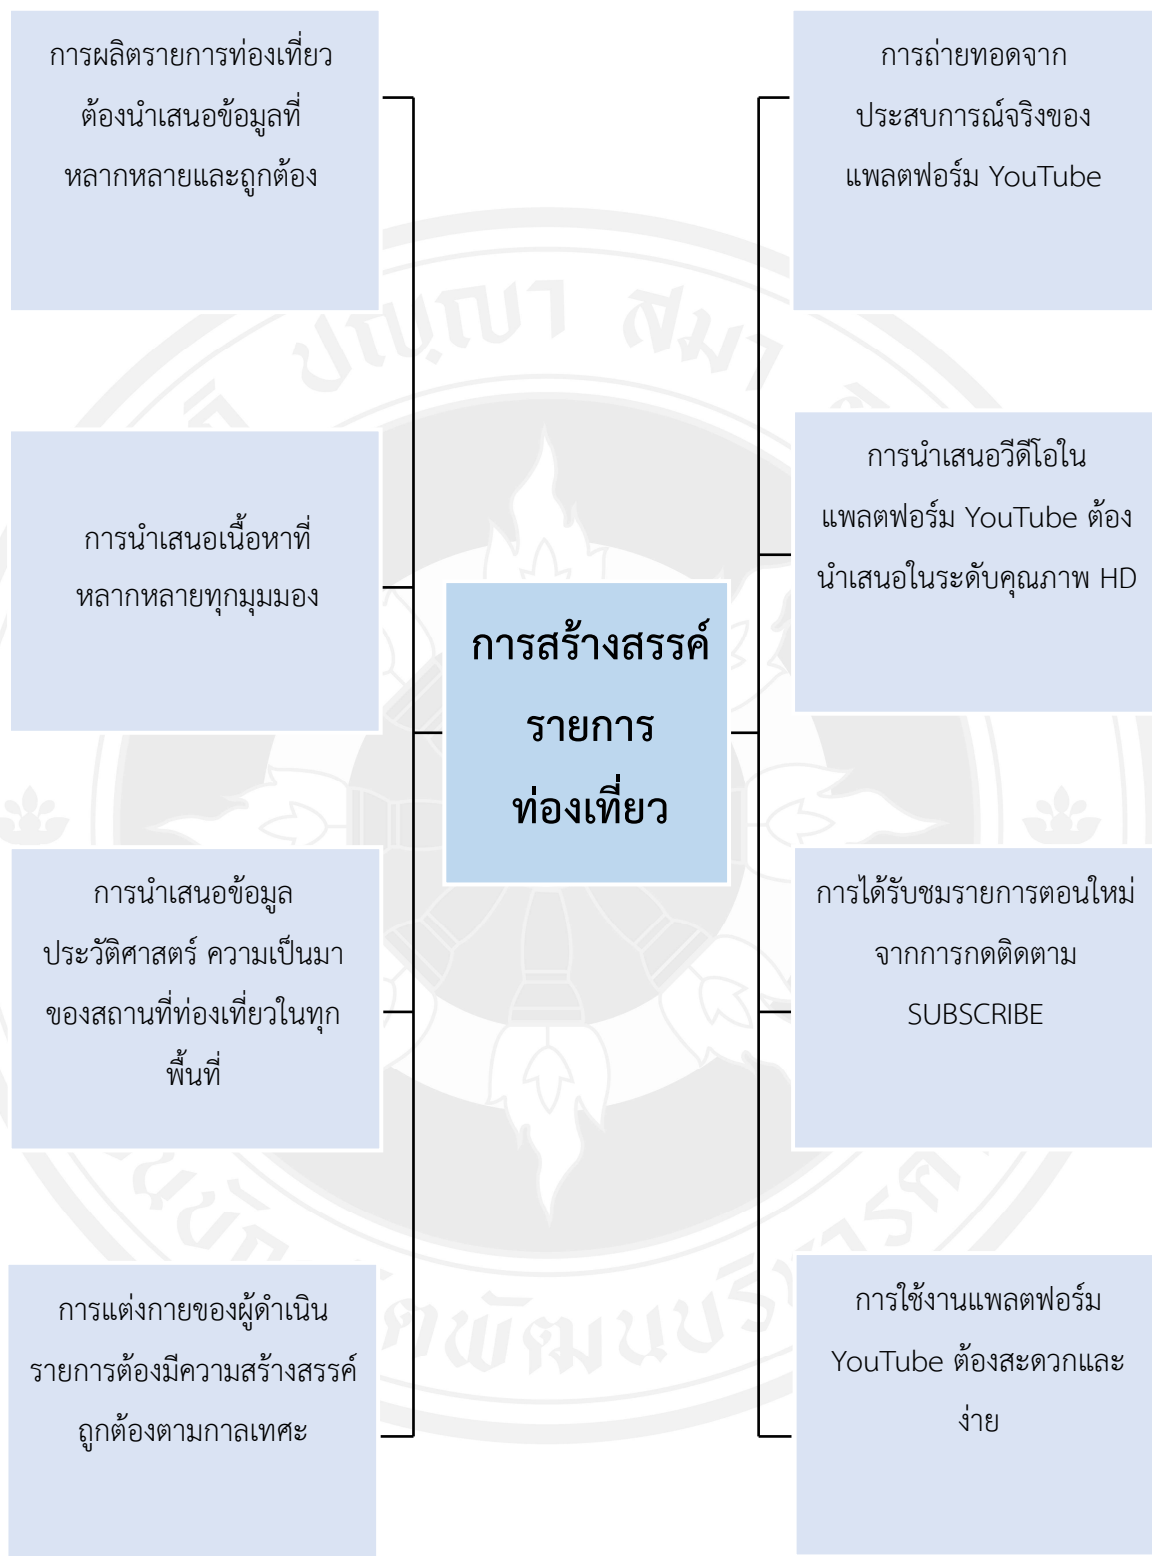 การผลิตรายการท่องเที่ยว
ต้องนำเสนอข้อมูลที่
หลากหลายและถูกต้อง
การนำเสนอเนื้อหาที่
หลากหลายทุกมุมมอง
การนำเสนอข้อมูล
ประวัติศาสตร์ ความเป็นมา
ของสถานที่ท่องเที่ยวในทุก
พื้นที่
การแต่งกายของผู้ดำเนิน
รายการต้องมีความสร้างสรรค์
ถูกต้องตามกาลเทศะ
การสร้างสรรค์
รายการ
ท่องเที่ยว
การถ่ายทอดจาก
ประสบการณ์จริงของ
แพลตฟอร์ม YouTube
การนำเสนอวีดีโอใน
แพลตฟอร์ม YouTube ต้อง
นำเสนอในระดับคุณภาพ HD
การได้รับชมรายการตอนใหม่
จากการกดติดตาม
SUBSCRIBE
การใช้งานแพลตฟอร์ม
YouTube ต้องสะดวกและ
ง่าย
ปญฺญา สมา